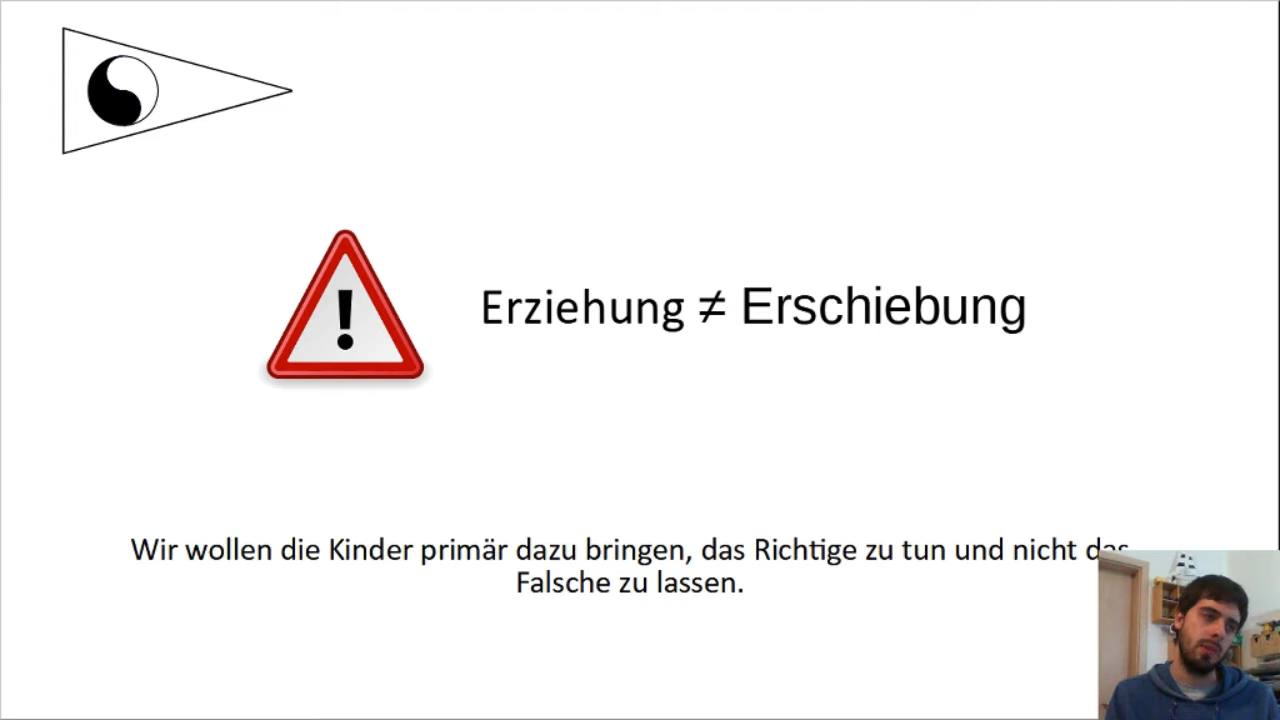 !
Erziehung ≠ Erschiebung
Wir wollen die Kinder primär dazu bringen, das Richtige zu tun und nicht das
Falsche zu lassen.